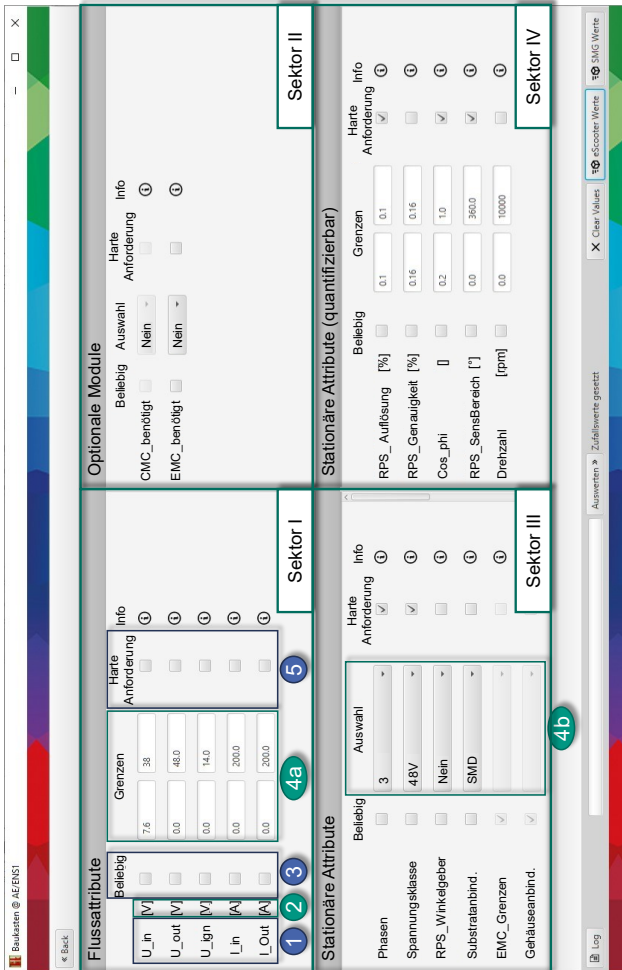 Baukasten @ AE/ENS1
« Back
Flussattribute
Beliebig Grenzen Harte Anforderung Info
U_in [V] 7.6 38
U_out [V] 0.0 48.0
U_ign [V] 0.0 14.0
I_in [A] 0.0 200.0
I_Out [A] 0.0 200.0
1 2 3 4a 5
Sektor I
Optionale Module
Beliebig Auswahl Harte Anforderung Info
CMC_benötigt Nein
EMC_benötigt Nein
Sektor II
Stationäre Attribute
Beliebig Auswahl Harte Anforderung Info
Phasen 3
Spannungsklasse 48V
RPS_Winkelgeber Nein
Substratanbind. SMD
EMC_Grenzen
Gehäuseanbind.
4b
Sektor III
Stationäre Attribute (quantifizierbar)
Beliebig Grenzen Harte Anforderung Info
RPS_ Auflösung [%] 0.1 0.1
RPS_Genauigkeit [%] 0.16 0.16
Cos_phi [] 0.2 1.0
RPS_SensBereich [°] 0.0 360.0
Drehzahl [rpm] 0.0 10000
Sektor IV
Log
Auswerten » Zufallswerte gesetzt
X Clear Values
eScooter Werte
SMG Werte